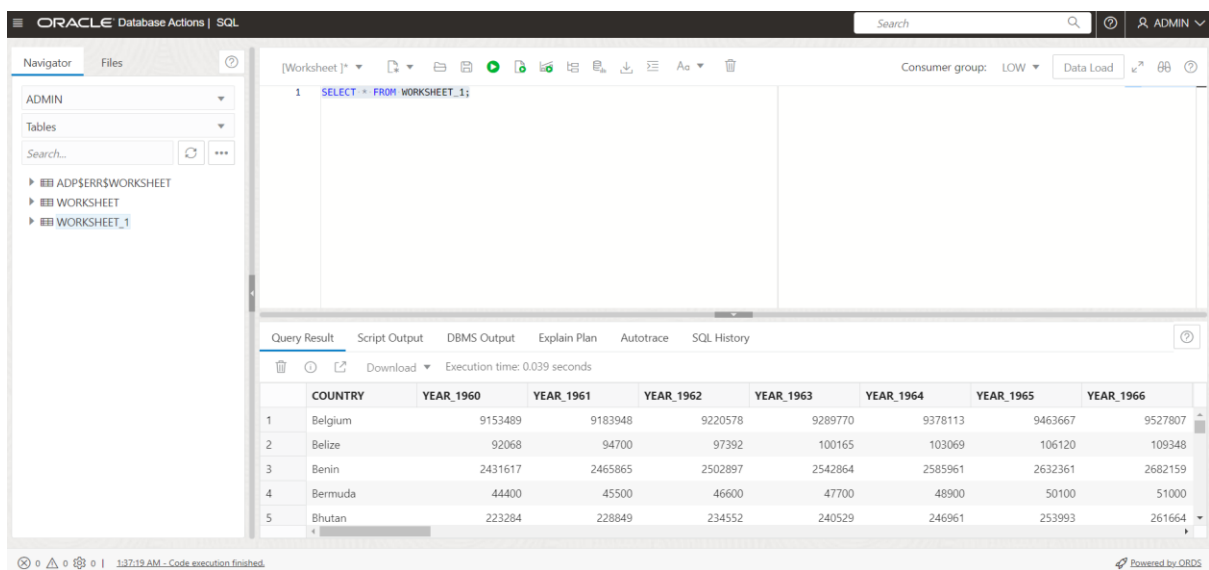 ORACLE Database Actions | SQL
Search
ADMIN
Navigator Files
[Worksheet ]* Aa Consumer group: LOW Data Load
ADMIN
Tables
Search...
ADP$ERR$WORKSHEET
WORKSHEET
WORKSHEET_1
1 SELECT * FROM WORKSHEET_1;
Query Result Script Output DBMS Output Explain Plan Autotrace SQL History
Download Execution time: 0.039 seconds
COUNTRY YEAR_1960 YEAR_1961 YEAR_1962 YEAR_1963 YEAR_1964 YEAR_1965 YEAR_1966
1 Belgium 9153489 9183948 9220578 9289770 9378113 9463667 9527807
2 Belize 92068 94700 97392 100165 103069 106120 109348
3 Benin 2431617 2465865 2502897 2542864 2585961 2632361 2682159
4 Bermuda 44400 45500 46600 47700 48900 50100 51000
5 Bhutan 223284 228849 234552 240529 246961 253993 261664
0 0 0 | 1:37:19 AM - Code execution finished.
Powered by ORDS